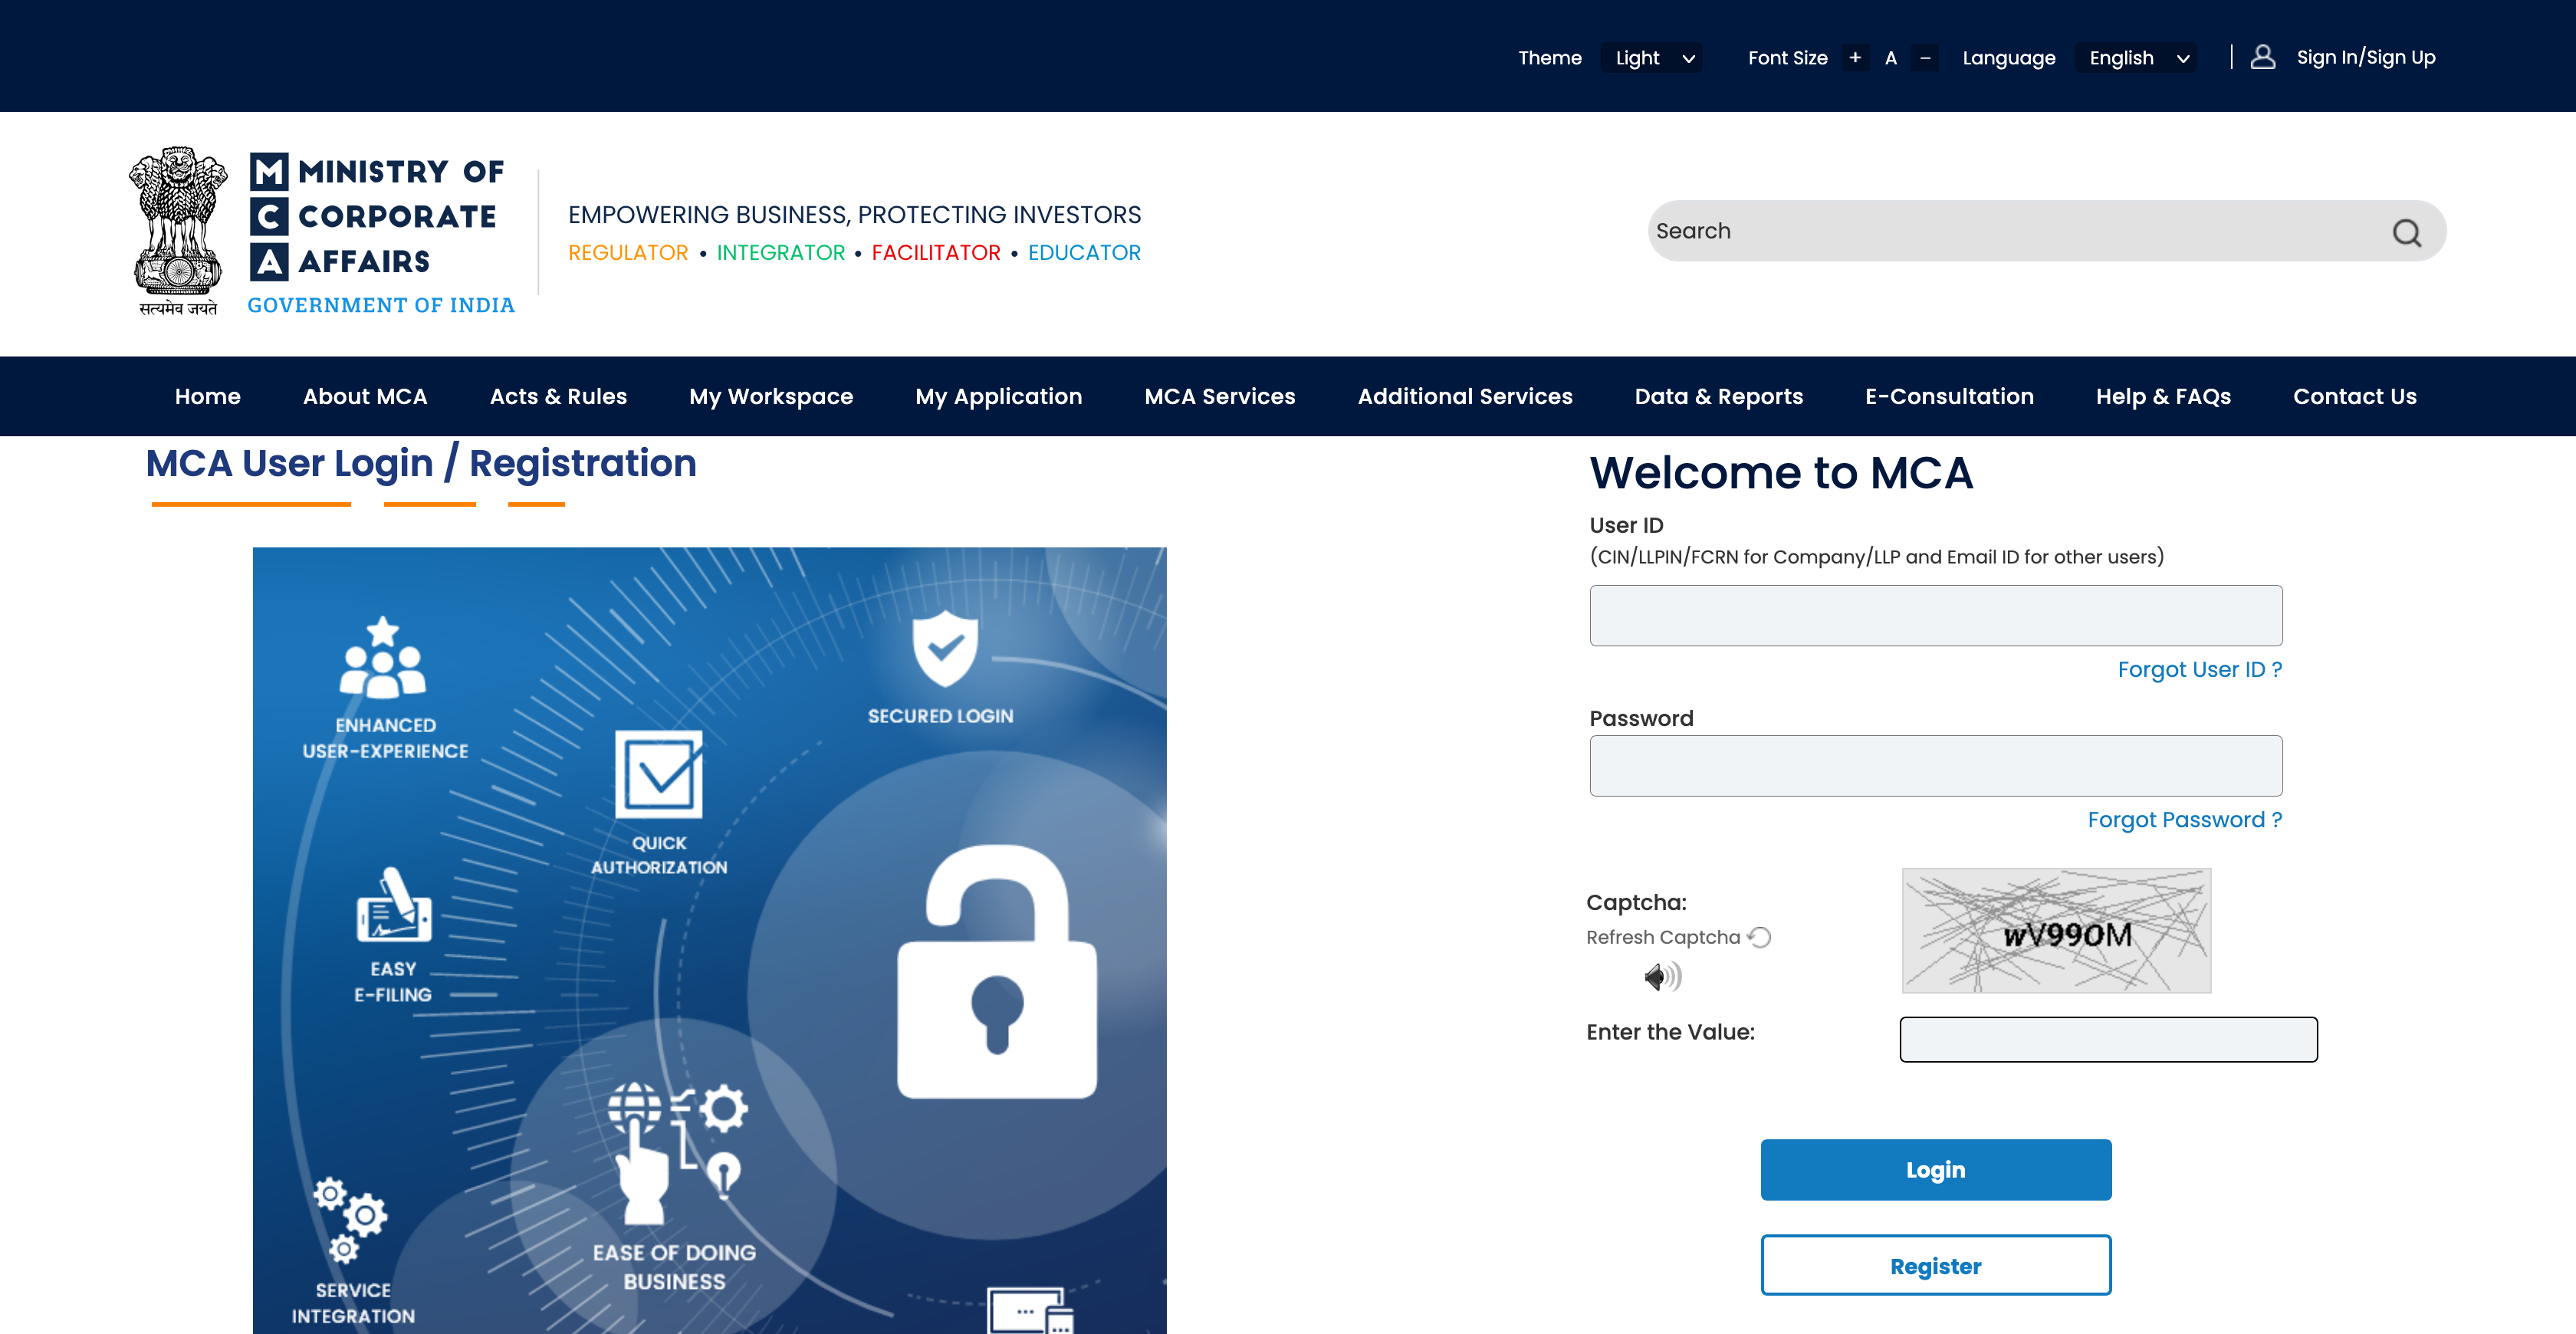 Theme Light Font Size + A - Language English Sign In/Sign Up
M MINISTRY OF
C CORPORATE
A AFFAIRS
सत्यमेव जयते
GOVERNMENT OF INDIA
EMPOWERING BUSINESS, PROTECTING INVESTORS
REGULATOR • INTEGRATOR • FACILITATOR • EDUCATOR
Search
Home About MCA Acts & Rules My Workspace My Application MCA Services Additional Services Data & Reports E-Consultation Help & FAQs Contact Us
MCA User Login / Registration
ENHANCED
USER-EXPERIENCE
SECURED LOGIN
QUICK
AUTHORIZATION
EASY
E-FILING
EASE OF DOING
BUSINESS
SERVICE
INTEGRATION
Welcome to MCA
User ID
(CIN/LLPIN/FCRN for Company/LLP and Email ID for other users)
Forgot User ID ?
Password
Forgot Password ?
Captcha:
Refresh Captcha
Enter the Value:
Login
Register